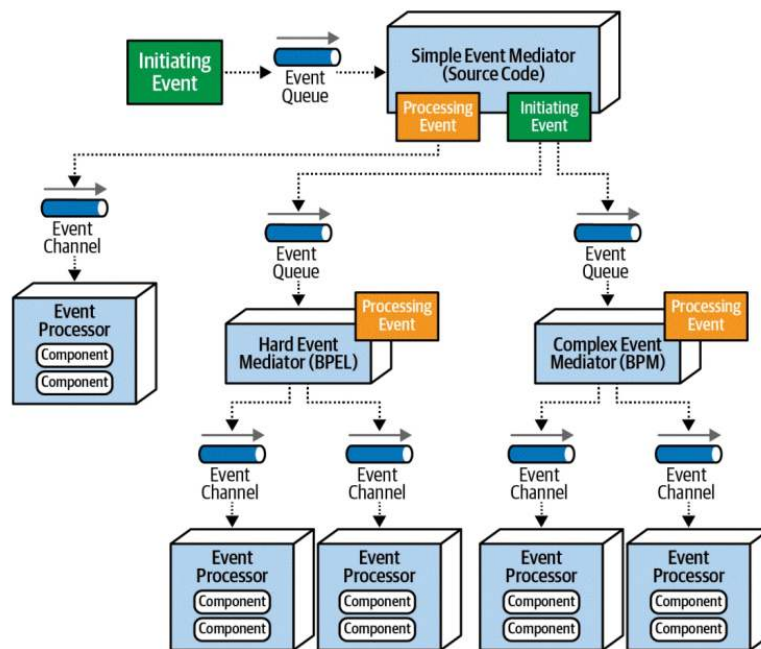 Initiating
Event
Event
Queue
Simple Event Mediator
(Source Code)
Processing
Event
Initiating
Event
Event
Channel
Event
Queue
Event
Queue
Event
Processor
Component
Component
Processing
Event
Hard Event
Mediator (BPEL)
Processing
Event
Complex Event
Mediator (BPM)
Event
Channel
Event
Channel
Event
Channel
Event
Channel
Event
Processor
Component
Component
Event
Processor
Component
Component
Event
Processor
Component
Component
Event
Processor
Component
Component